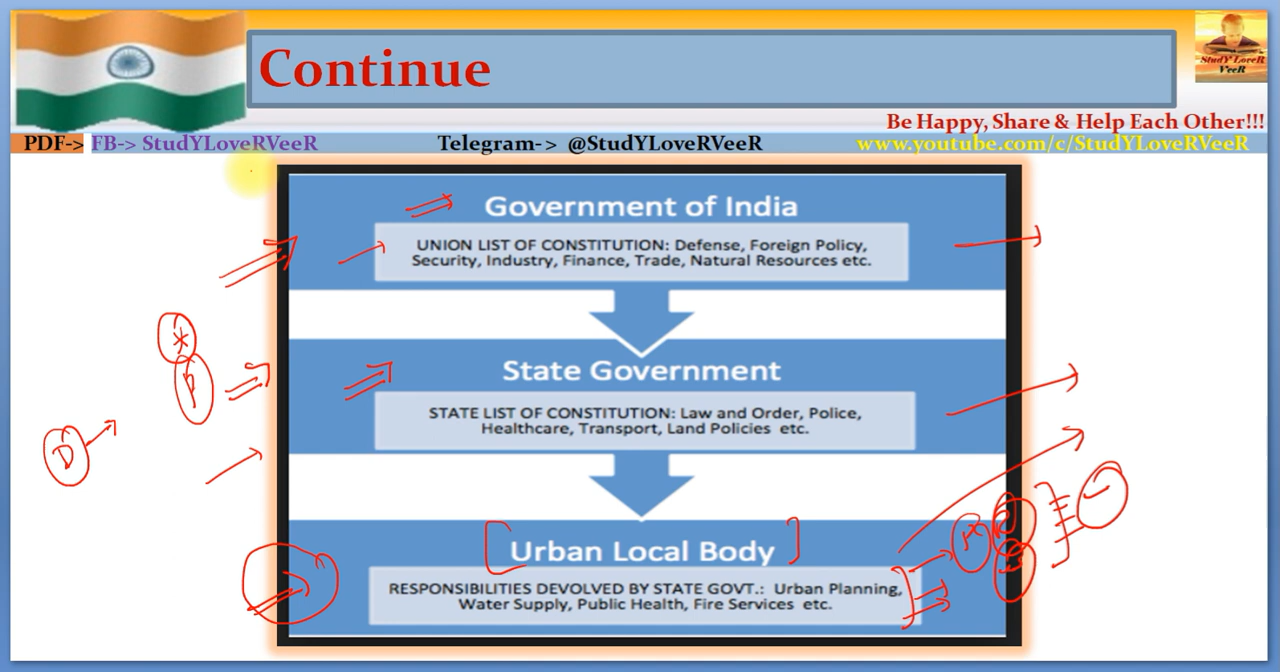 Continue
StudY LoveR
VeeR
Be Happy, Share & Help Each Other!!!
PDF-> FB-> StudYLoveRVeeR Telegram-> @StudYLoveRVeeR www.youtube.com/c/StudYLoveRVeeR
Government of India
UNION LIST OF CONSTITUTION: Defense, Foreign Policy,
Security, Industry, Finance, Trade, Natural Resources etc.
State Government
STATE LIST OF CONSTITUTION: Law and Order, Police,
Healthcare, Transport, Land Policies etc.
D
Urban Local Body
RESPONSIBILITIES DEVOLVED BY STATE GOVT.: Urban Planning,
Water Supply, Public Health, Fire Services etc.